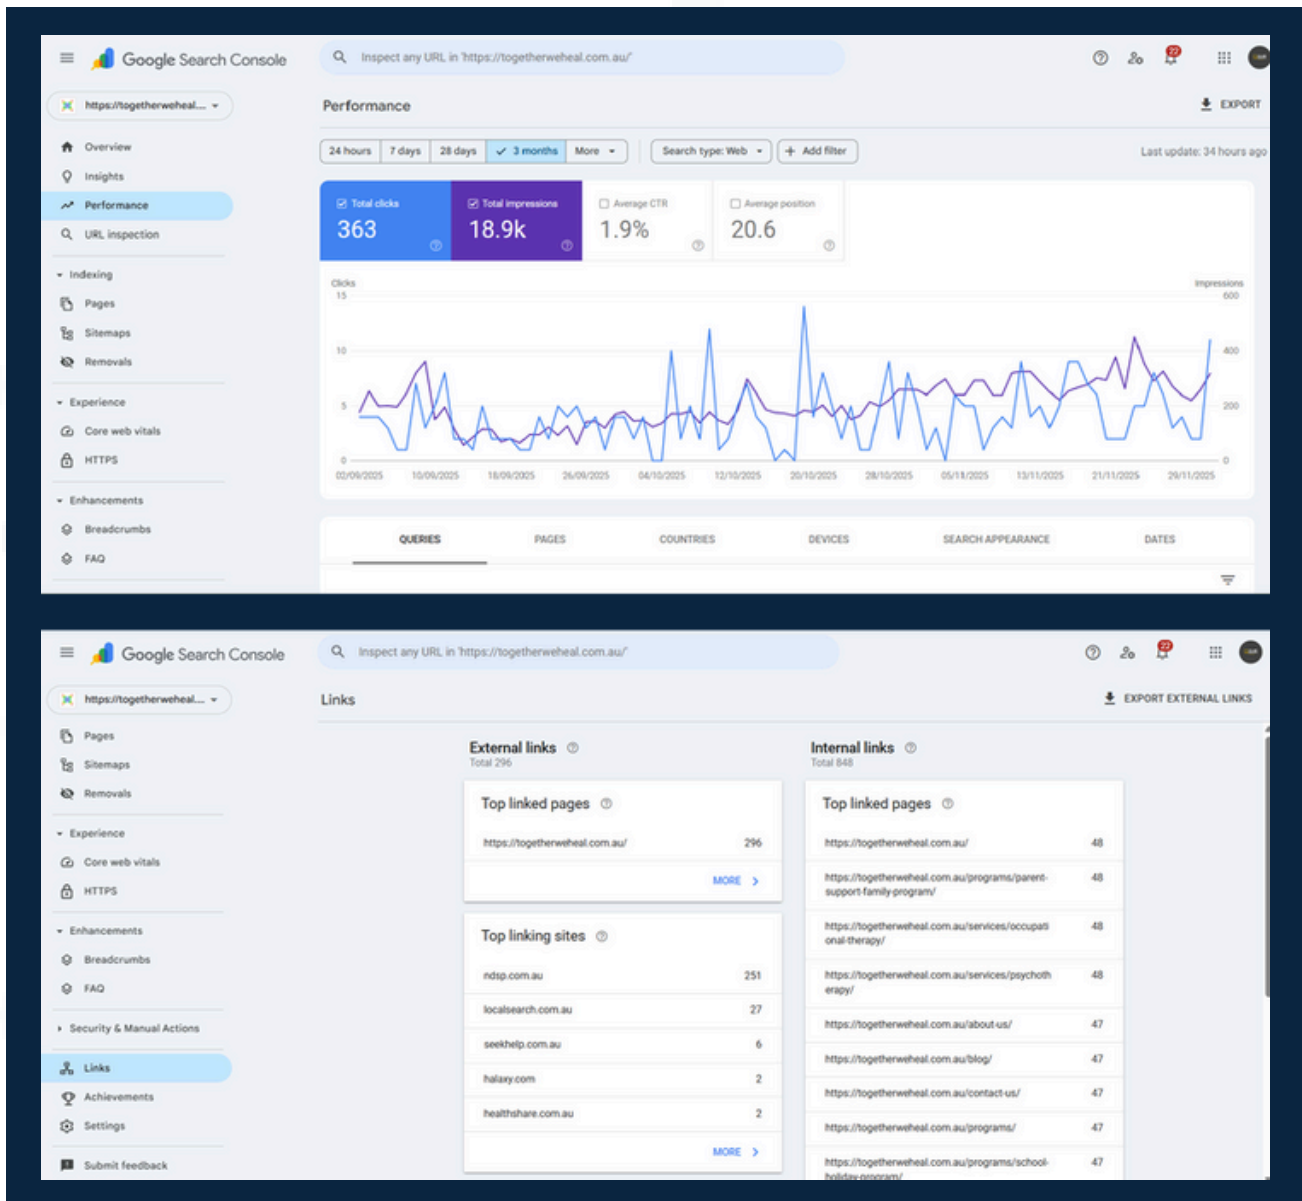 Google Search Console
Inspect any URL in 'https://togetherweheal.com.au/'
22
https://togetherweheal....
Performance
EXPORT
Overview
Insights
Performance
URL inspection
Indexing
Pages
Sitemaps
Removals
Experience
Core web vitals
HTTPS
Enhancements
Breadcrumbs
FAQ
24 hours
7 days
28 days
3 months
More
Search type: Web
Add filter
Last update: 34 hours ago
Total clicks
363
Total impressions
18.9k
Average CTR
1.9%
Average position
20.6
Clicks
Impressions
15
600
10
400
5
200
0
0
02/09/2025
10/09/2025
18/09/2025
26/09/2025
04/10/2025
12/10/2025
20/10/2025
28/10/2025
05/11/2025
13/11/2025
21/11/2025
29/11/2025
QUERIES
PAGES
COUNTRIES
DEVICES
SEARCH APPEARANCE
DATES
Google Search Console
Inspect any URL in 'https://togetherweheal.com.au/'
22
https://togetherweheal....
Links
EXPORT EXTERNAL LINKS
Pages
Sitemaps
Removals
Experience
Core web vitals
HTTPS
Enhancements
Breadcrumbs
FAQ
Security & Manual Actions
Links
Achievements
Settings
Submit feedback
External links
Total 296
Top linked pages
https://togetherweheal.com.au/ 296
MORE
Top linking sites
ndsp.com.au 251
localsearch.com.au 27
seekhelp.com.au 6
halaxy.com 2
healthshare.com.au 2
MORE
Internal links
Total 848
Top linked pages
https://togetherweheal.com.au/ 48
https://togetherweheal.com.au/programs/parent- 48
support-family-program/
https://togetherweheal.com.au/services/occupati 48
onal-therapy/
https://togetherweheal.com.au/services/psychoth 48
erapy/
https://togetherweheal.com.au/about-us/ 47
https://togetherweheal.com.au/blog/ 47
https://togetherweheal.com.au/contact-us/ 47
https://togetherweheal.com.au/programs/ 47
https://togetherweheal.com.au/programs/school- 47
holiday-program/